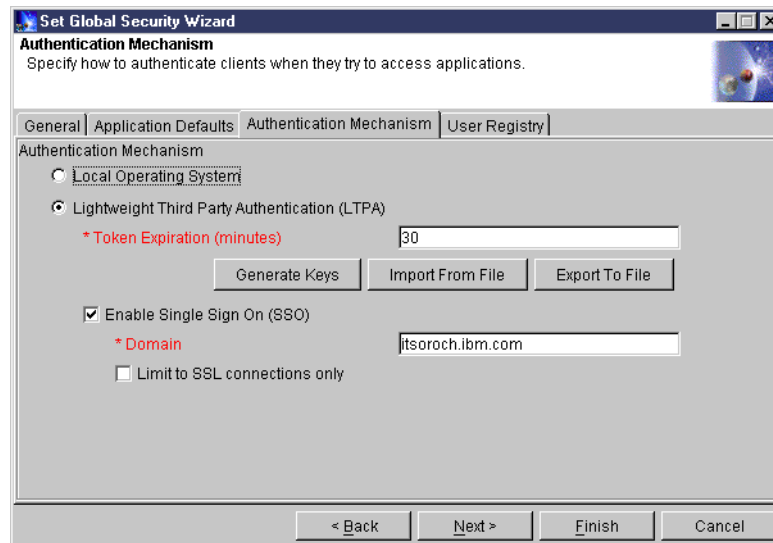 Set Global Security Wizard
Authentication Mechanism
Specify how to authenticate clients when they try to access applications.
General Application Defaults Authentication Mechanism User Registry
Authentication Mechanism
Local Operating System
Lightweight Third Party Authentication (LTPA)
* Token Expiration (minutes) 30
Generate Keys Import From File Export To File
Enable Single Sign On (SSO)
* Domain itsoroch.ibm.com
Limit to SSL connections only
< Back Next > Finish Cancel